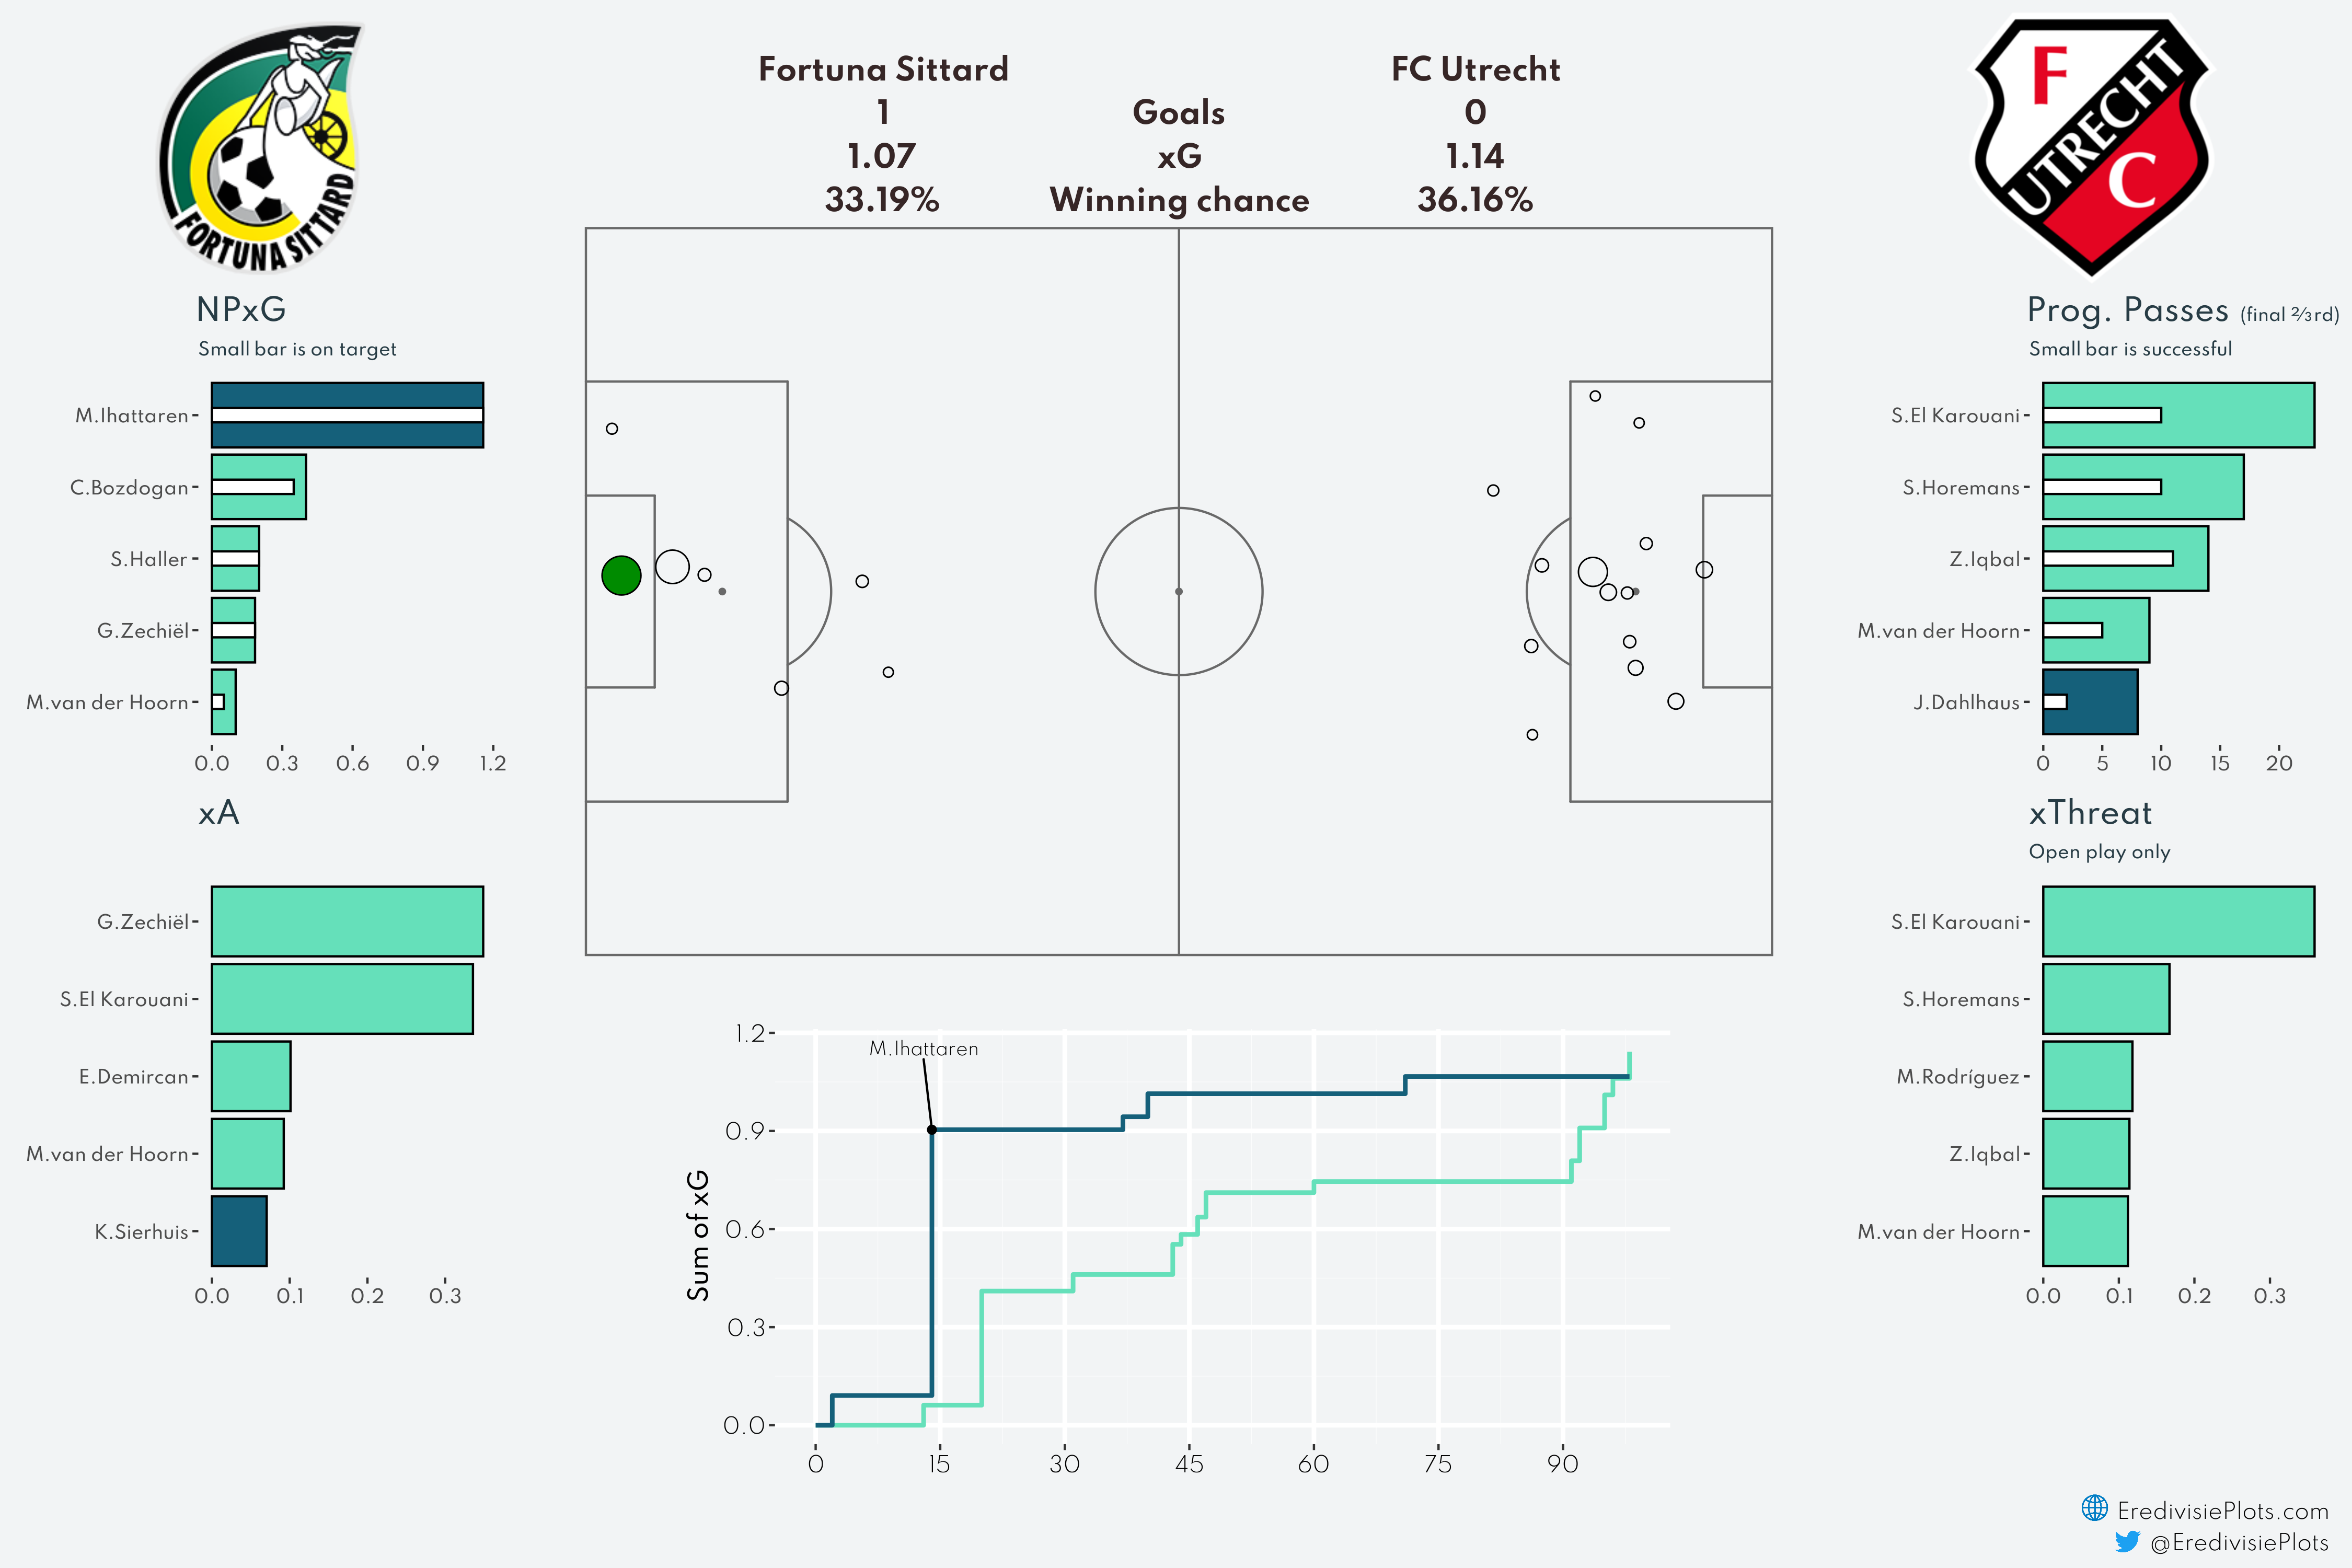 FORTUNA SITTARD
Fortuna Sittard FC Utrecht
1 Goals 0
1.07 xG 1.14
33.19% Winning chance 36.16%
F
UTRECHT
C
NPxG
Small bar is on target
M.Ihattaren
C.Bozdogan
S.Haller
G.Zechiël
M.van der Hoorn
0.0 0.3 0.6 0.9 1.2
Prog. Passes (final ⅔rd)
Small bar is successful
S.El Karouani
S.Horemans
Z.Iqbal
M.van der Hoorn
J.Dahlhaus
0 5 10 15 20
xA
G.Zechiël
S.El Karouani
E.Demircan
M.van der Hoorn
K.Sierhuis
0.0 0.1 0.2 0.3
xThreat
Open play only
S.El Karouani
S.Horemans
M.Rodríguez
Z.Iqbal
M.van der Hoorn
0.0 0.1 0.2 0.3
Sum of xG
1.2
0.9
0.6
0.3
0.0
M.Ihattaren
0 15 30 45 60 75 90
EredivisiePlots.com
@EredivisiePlots